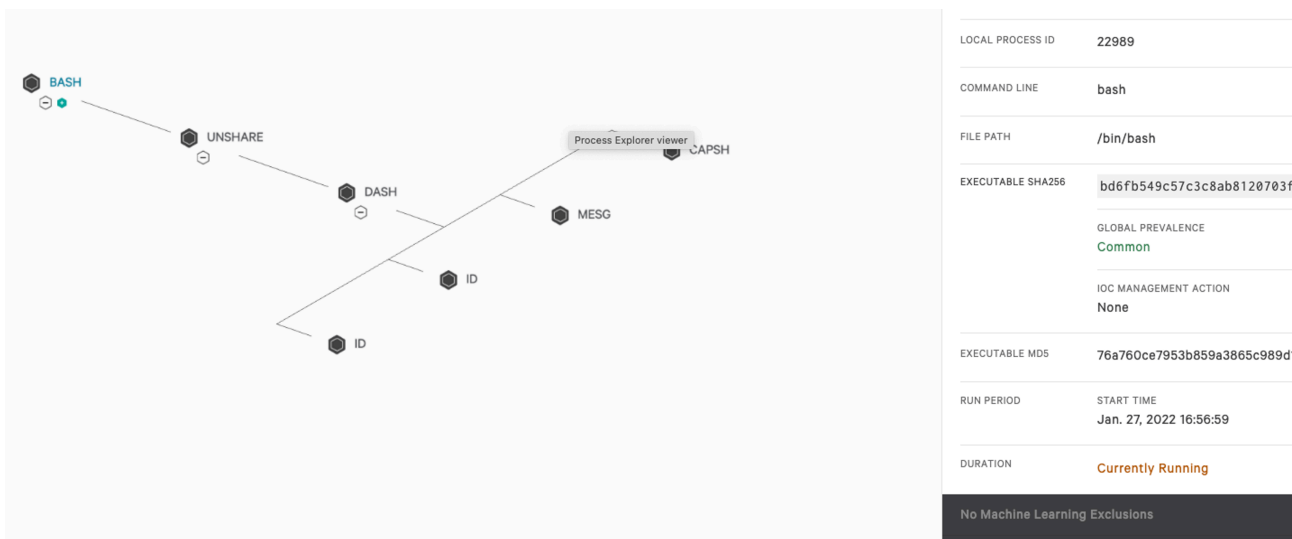 BASH
UNSHARE
DASH
Process Explorer viewer
CAPSH
MESG
ID
ID
LOCAL PROCESS ID 22989
COMMAND LINE bash
FILE PATH /bin/bash
EXECUTABLE SHA256 bd6fb549c57c3c8ab8120703f
GLOBAL PREVALENCE
Common
IOC MANAGEMENT ACTION
None
EXECUTABLE MD5 76a760ce7953b859a3865c989d
RUN PERIOD START TIME
Jan. 27, 2022 16:56:59
DURATION Currently Running
No Machine Learning Exclusions